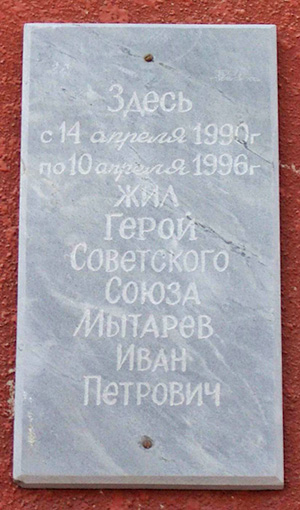 Здесь
с 14 апреля 1990г
по 10 апреля 1996г
жил
Герой
Советского
Союза
Мытарев
Иван
Петрович